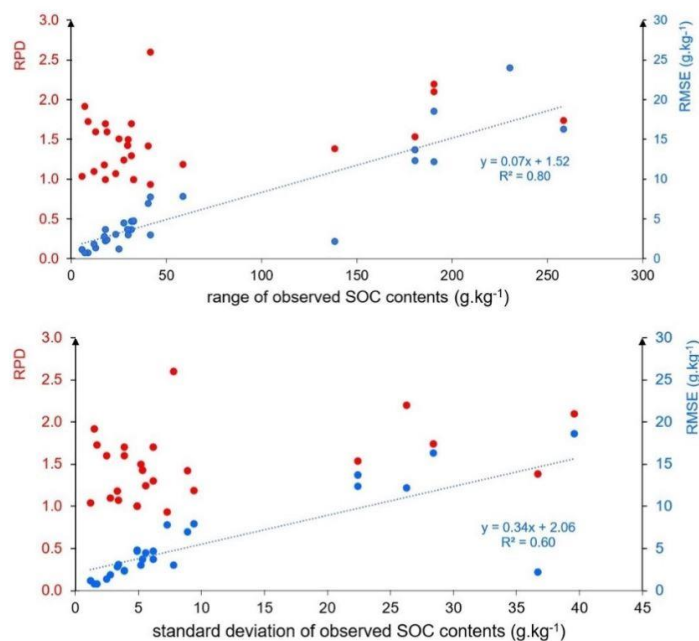 RPD
RMSE (g.kg⁻¹)
3.0
2.5
2.0
1.5
1.0
0.5
0.0
30
25
20
15
10
5
0
y = 0.07x + 1.52
R² = 0.80
0 50 100 150 200 250 300
range of observed SOC contents (g.kg⁻¹)
RPD
RMSE (g.kg⁻¹)
3.0
2.5
2.0
1.5
1.0
0.5
0.0
30
25
20
15
10
5
0
y = 0.34x + 2.06
R² = 0.60
0 5 10 15 20 25 30 35 40 45
standard deviation of observed SOC contents (g.kg⁻¹)